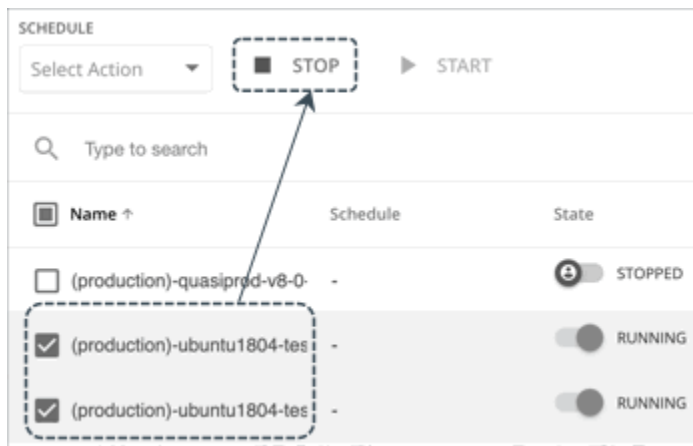 SCHEDULE
Select Action STOP START
Type to search
Name ↑ Schedule State
(production)-quasiprod-v8-0- - STOPPED
(production)-ubuntu1804-tes - RUNNING
(production)-ubuntu1804-tes - RUNNING